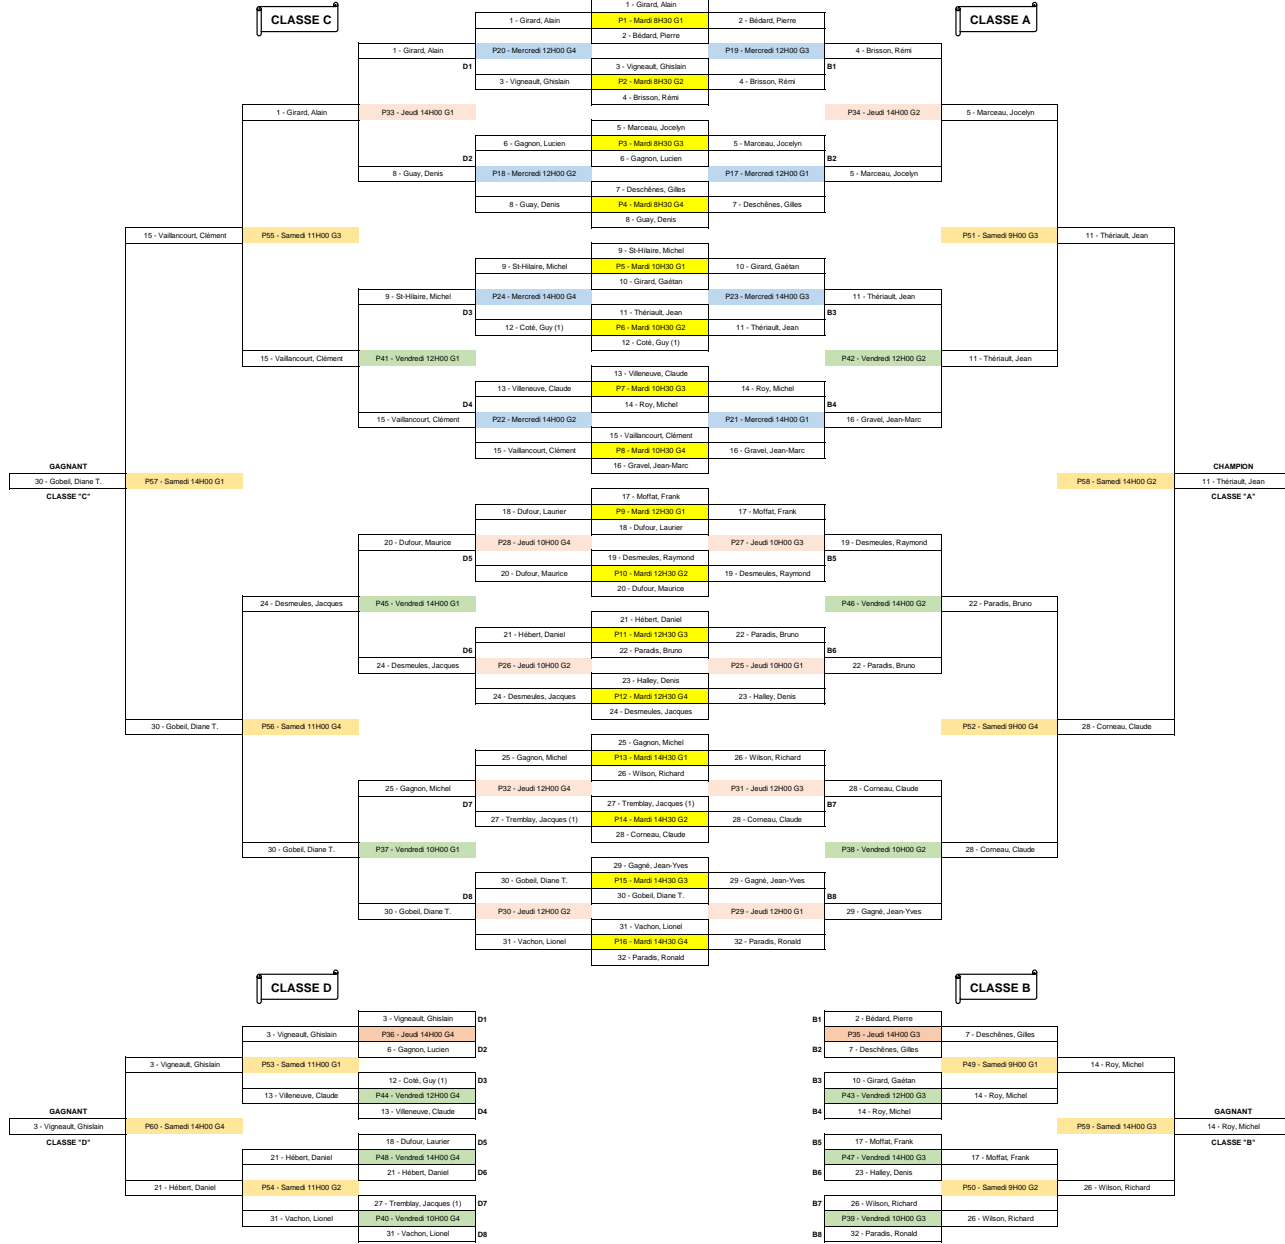 1 - Girard, Alain
CLASSE C
1 - Girard, Alain
P1 - Mardi 8H30 G1
2 - Bédard, Pierre
CLASSE A
2 - Bédard, Pierre
1 - Girard, Alain
P20 - Mercredi 12H00 G4
P19 - Mercredi 12H00 G3
4 - Brisson, Rémi
D1
3 - Vigneault, Ghislain
B1
3 - Vigneault, Ghislain
P2 - Mardi 8H30 G2
4 - Brisson, Rémi
4 - Brisson, Rémi
1 - Girard, Alain
P33 - Jeudi 14H00 G1
P34 - Jeudi 14H00 G2
5 - Marceau, Jocelyn
5 - Marceau, Jocelyn
6 - Gagnon, Lucien
P3 - Mardi 8H30 G3
5 - Marceau, Jocelyn
D2
6 - Gagnon, Lucien
B2
8 - Guay, Denis
P18 - Mercredi 12H00 G2
P17 - Mercredi 12H00 G1
5 - Marceau, Jocelyn
7 - Deschênes, Gilles
8 - Guay, Denis
P4 - Mardi 8H30 G4
7 - Deschênes, Gilles
8 - Guay, Denis
15 - Vaillancourt, Clément
P55 - Samedi 11H00 G3
P51 - Samedi 9H00 G3
11 - Thériault, Jean
9 - St-Hilaire, Michel
9 - St-Hilaire, Michel
P5 - Mardi 10H30 G1
10 - Girard, Gaétan
10 - Girard, Gaétan
9 - St-Hilaire, Michel
P24 - Mercredi 14H00 G4
P23 - Mercredi 14H00 G3
11 - Thériault, Jean
D3
11 - Thériault, Jean
B3
12 - Coté, Guy (1)
P6 - Mardi 10H30 G2
11 - Thériault, Jean
12 - Coté, Guy (1)
15 - Vaillancourt, Clément
P41 - Vendredi 12H00 G1
P42 - Vendredi 12H00 G2
11 - Thériault, Jean
13 - Villeneuve, Claude
13 - Villeneuve, Claude
P7 - Mardi 10H30 G3
14 - Roy, Michel
D4
14 - Roy, Michel
B4
15 - Vaillancourt, Clément
P22 - Mercredi 14H00 G2
P21 - Mercredi 14H00 G1
16 - Gravel, Jean-Marc
15 - Vaillancourt, Clément
15 - Vaillancourt, Clément
P8 - Mardi 10H30 G4
16 - Gravel, Jean-Marc
GAGNANT
16 - Gravel, Jean-Marc
CHAMPION
30 - Gobeil, Diane T.
P57 - Samedi 14H00 G1
P58 - Samedi 14H00 G2
11 - Thériault, Jean
CLASSE "C"
17 - Moffat, Frank
CLASSE "A"
18 - Dufour, Laurier
P9 - Mardi 12H30 G1
17 - Moffat, Frank
18 - Dufour, Laurier
20 - Dufour, Maurice
P28 - Jeudi 10H00 G4
P27 - Jeudi 10H00 G3
19 - Desmeules, Raymond
D5
19 - Desmeules, Raymond
B5
20 - Dufour, Maurice
P10 - Mardi 12H30 G2
19 - Desmeules, Raymond
20 - Dufour, Maurice
24 - Desmeules, Jacques
P45 - Vendredi 14H00 G1
P46 - Vendredi 14H00 G2
22 - Paradis, Bruno
21 - Hébert, Daniel
21 - Hébert, Daniel
P11 - Mardi 12H30 G3
22 - Paradis, Bruno
D6
22 - Paradis, Bruno
B6
24 - Desmeules, Jacques
P26 - Jeudi 10H00 G2
P25 - Jeudi 10H00 G1
22 - Paradis, Bruno
23 - Halley, Denis
24 - Desmeules, Jacques
P12 - Mardi 12H30 G4
23 - Halley, Denis
24 - Desmeules, Jacques
30 - Gobeil, Diane T.
P56 - Samedi 11H00 G4
P52 - Samedi 9H00 G4
28 - Corneau, Claude
25 - Gagnon, Michel
25 - Gagnon, Michel
P13 - Mardi 14H30 G1
26 - Wilson, Richard
26 - Wilson, Richard
25 - Gagnon, Michel
P32 - Jeudi 12H00 G4
P31 - Jeudi 12H00 G3
28 - Corneau, Claude
D7
27 - Tremblay, Jacques (1)
B7
27 - Tremblay, Jacques (1)
P14 - Mardi 14H30 G2
28 - Corneau, Claude
28 - Corneau, Claude
30 - Gobeil, Diane T.
P37 - Vendredi 10H00 G1
P38 - Vendredi 10H00 G2
28 - Corneau, Claude
29 - Gagné, Jean-Yves
30 - Gobeil, Diane T.
P15 - Mardi 14H30 G3
29 - Gagné, Jean-Yves
D8
30 - Gobeil, Diane T.
B8
30 - Gobeil, Diane T.
P30 - Jeudi 12H00 G2
P29 - Jeudi 12H00 G1
29 - Gagné, Jean-Yves
31 - Vachon, Lionel
31 - Vachon, Lionel
P16 - Mardi 14H30 G4
32 - Paradis, Ronald
32 - Paradis, Ronald
CLASSE D
CLASSE B
3 - Vigneault, Ghislain
D1
B1
2 - Bédard, Pierre
3 - Vigneault, Ghislain
P36 - Jeudi 14H00 G4
P35 - Jeudi 14H00 G3
7 - Deschênes, Gilles
6 - Gagnon, Lucien
D2
B2
7 - Deschênes, Gilles
3 - Vigneault, Ghislain
P53 - Samedi 11H00 G1
P49 - Samedi 9H00 G1
14 - Roy, Michel
12 - Coté, Guy (1)
D3
B3
10 - Girard, Gaétan
13 - Villeneuve, Claude
P44 - Vendredi 12H00 G4
P43 - Vendredi 12H00 G3
14 - Roy, Michel
GAGNANT
13 - Villeneuve, Claude
D4
B4
14 - Roy, Michel
GAGNANT
3 - Vigneault, Ghislain
P60 - Samedi 14H00 G4
P59 - Samedi 14H00 G3
14 - Roy, Michel
CLASSE "D"
18 - Dufour, Laurier
D5
B5
17 - Moffat, Frank
CLASSE "B"
21 - Hébert, Daniel
P48 - Vendredi 14H00 G4
P47 - Vendredi 14H00 G3
17 - Moffat, Frank
21 - Hébert, Daniel
D6
B6
23 - Halley, Denis
21 - Hébert, Daniel
P54 - Samedi 11H00 G2
P50 - Samedi 9H00 G2
26 - Wilson, Richard
27 - Tremblay, Jacques (1)
D7
B7
26 - Wilson, Richard
31 - Vachon, Lionel
P40 - Vendredi 10H00 G4
P39 - Vendredi 10H00 G3
26 - Wilson, Richard
31 - Vachon, Lionel
D8
B8
32 - Paradis, Ronald